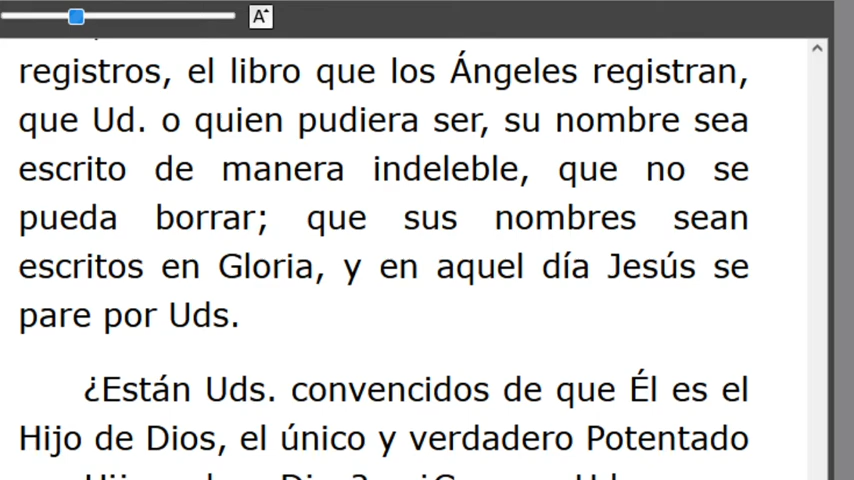 A
registros, el libro que los Ángeles registran,
que Ud. o quien pudiera ser, su nombre sea
escrito de manera indeleble, que no se
pueda borrar; que sus nombres sean
escritos en Gloria, y en aquel día Jesús se
pare por Uds.
¿Están Uds. convencidos de que Él es el
Hijo de Dios, el único y verdadero Potentado